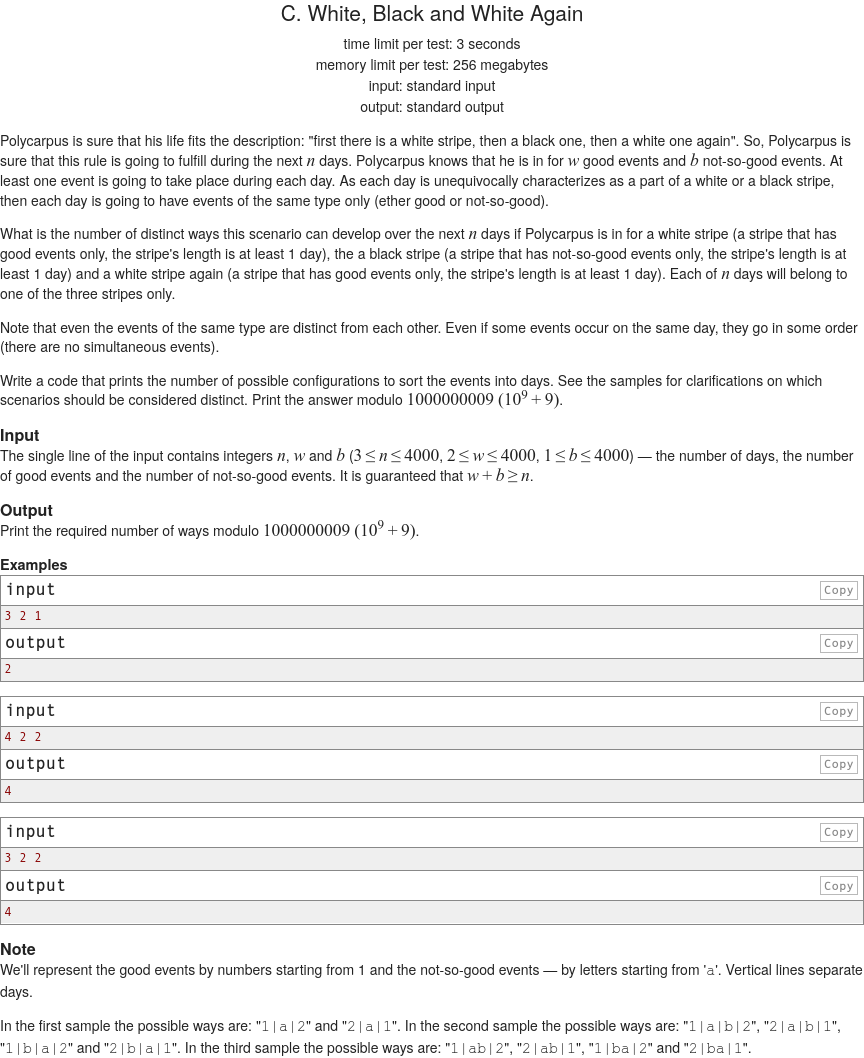 C. White, Black and White Again
time limit per test: 3 seconds
memory limit per test: 256 megabytes
input: standard input
output: standard output
Polycarpus is sure that his life fits the description: "first there is a white stripe, then a black one, then a white one again". So, Polycarpus is
sure that this rule is going to fulfill during the next n days. Polycarpus knows that he is in for w good events and b not-so-good events. At
least one event is going to take place during each day. As each day is unequivocally characterizes as a part of a white or a black stripe,
then each day is going to have events of the same type only (ether good or not-so-good).
What is the number of distinct ways this scenario can develop over the next n days if Polycarpus is in for a white stripe (a stripe that has
good events only, the stripe's length is at least 1 day), the a black stripe (a stripe that has not-so-good events only, the stripe's length is at
least 1 day) and a white stripe again (a stripe that has good events only, the stripe's length is at least 1 day). Each of n days will belong to
one of the three stripes only.
Note that even the events of the same type are distinct from each other. Even if some events occur on the same day, they go in some order
(there are no simultaneous events).
Write a code that prints the number of possible configurations to sort the events into days. See the samples for clarifications on which
scenarios should be considered distinct. Print the answer modulo 1000000009 (10^9 + 9).
Input
The single line of the input contains integers n, w and b (3 ≤ n ≤ 4000, 2 ≤ w ≤ 4000, 1 ≤ b ≤ 4000) — the number of days, the number
of good events and the number of not-so-good events. It is guaranteed that w + b ≥ n.
Output
Print the required number of ways modulo 1000000009 (10^9 + 9).
Examples
input Copy
3 2 1
output Copy
2
input Copy
4 2 2
output Copy
4
input Copy
3 2 2
output Copy
4
Note
We'll represent the good events by numbers starting from 1 and the not-so-good events — by letters starting from 'a'. Vertical lines separate
days.
In the first sample the possible ways are: "1|a|2" and "2|a|1". In the second sample the possible ways are: "1|a|b|2", "2|a|b|1",
"1|b|a|2" and "2|b|a|1". In the third sample the possible ways are: "1|ab|2", "2|ab|1", "1|ba|2" and "2|ba|1".